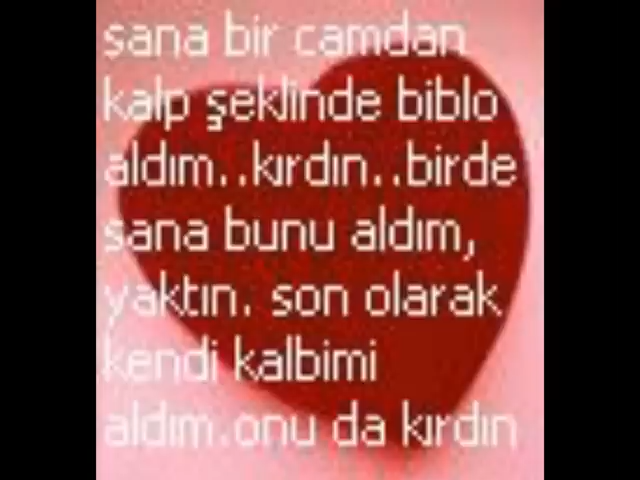 sana bir camdan
kalp şeklinde biblo
aldım..kırdın..birde
sana bunu aldım,
yaktın. son olarak
kendi kalbimi
aldım.onu da kırdın